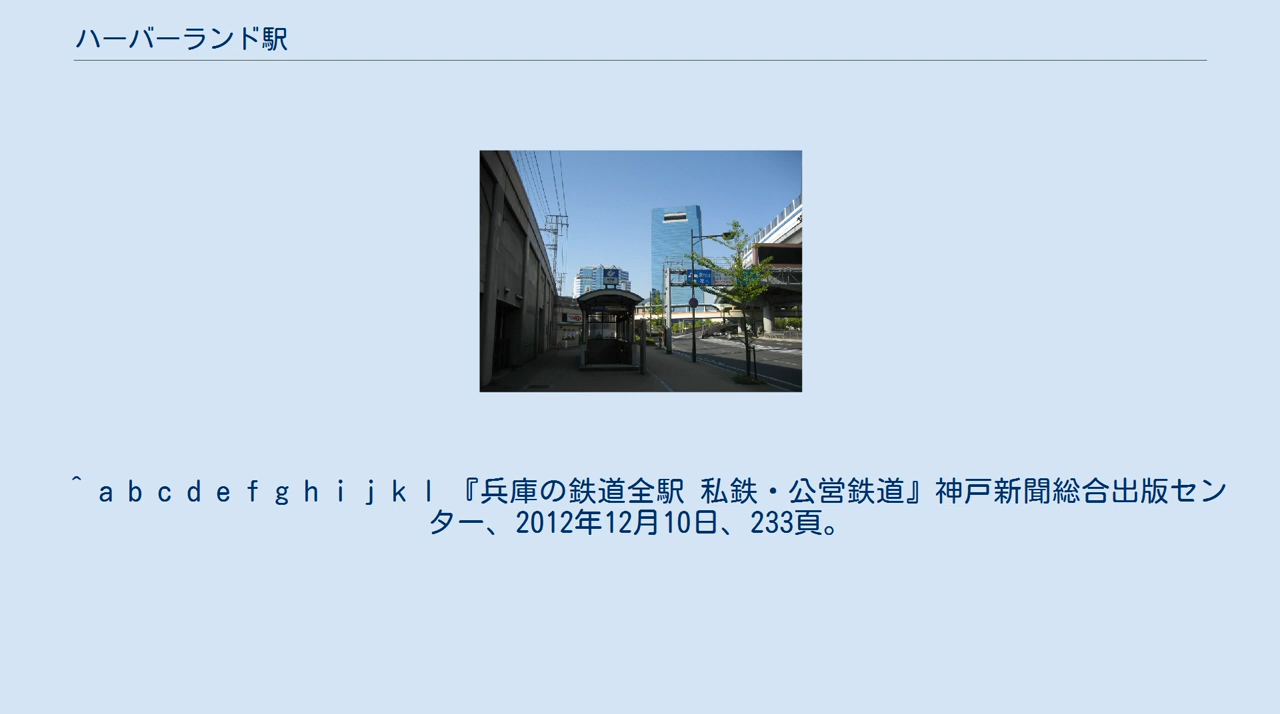 ハーバーランド駅
^ a b c d e f g h i j k l 『兵庫の鉄道全駅 私鉄・公営鉄道』神戸新聞総合出版セン
ター、2012年12月10日、233頁。